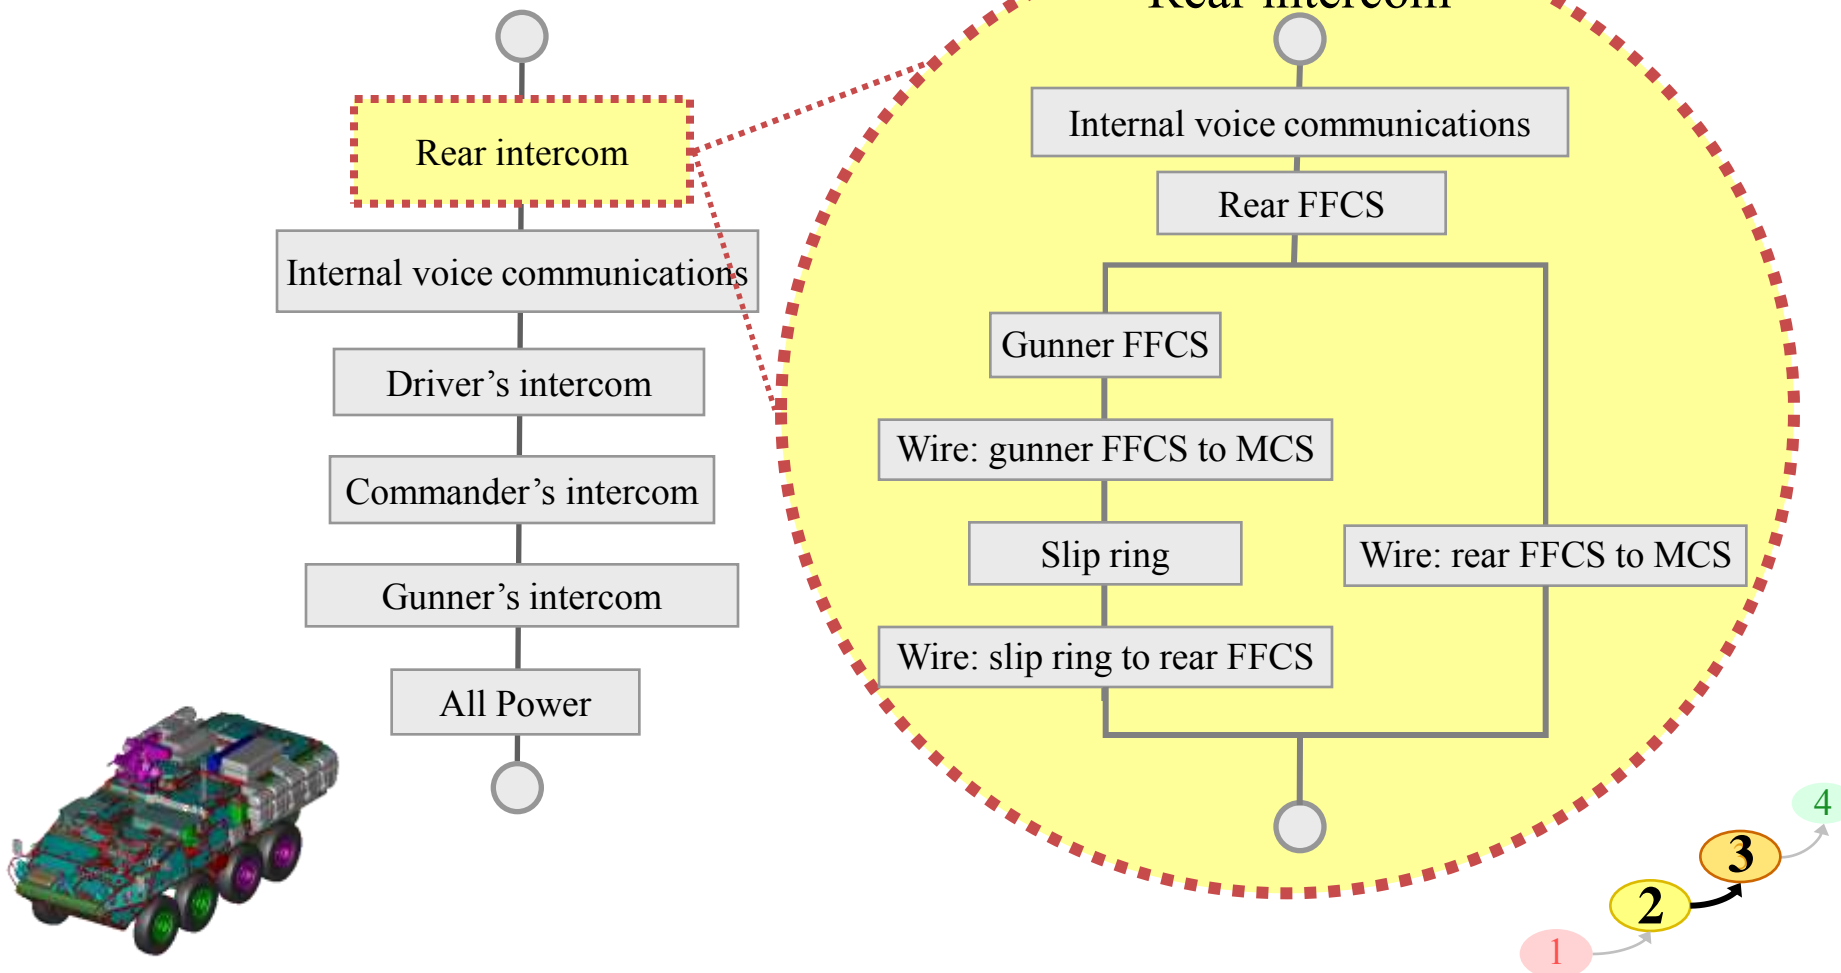 Rear intercom
Internal voice communications
Driver’s intercom
Commander’s intercom
Gunner’s intercom
All Power
Rear intercom
Internal voice communications
Rear FFCS
Gunner FFCS
Wire: gunner FFCS to MCS
Slip ring
Wire: rear FFCS to MCS
Wire: slip ring to rear FFCS
1
2
3
4